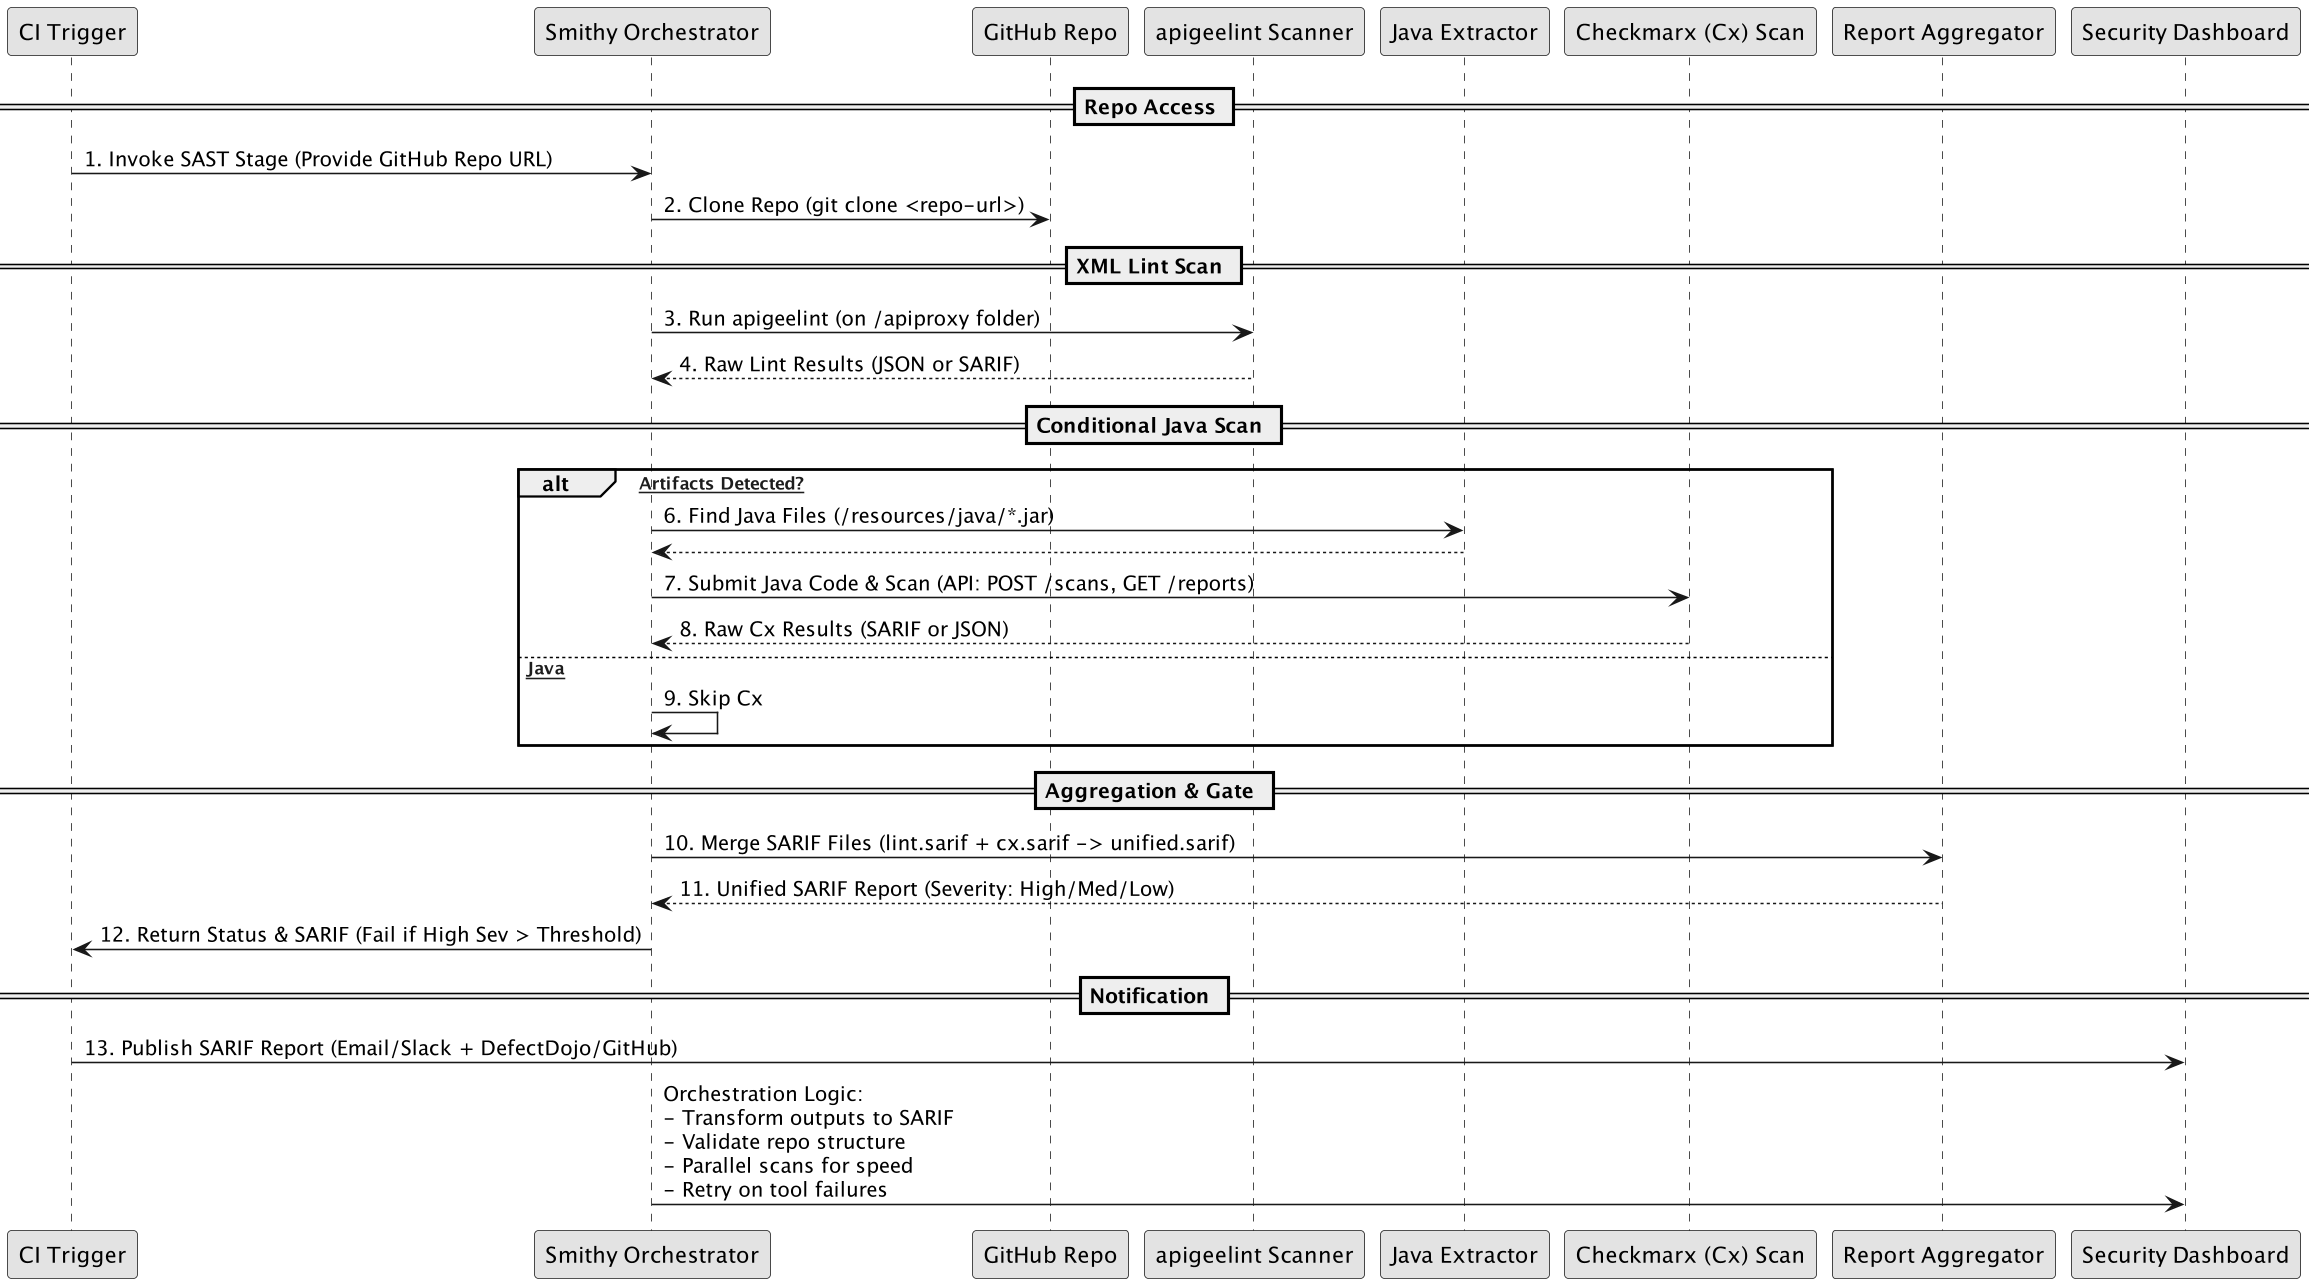 CI Trigger
Smithy Orchestrator
GitHub Repo
apigeelint Scanner
Java Extractor
Checkmarx (Cx) Scan
Report Aggregator
Security Dashboard
Repo Access
1. Invoke SAST Stage (Provide GitHub Repo URL)
2. Clone Repo (git clone <repo-url>)
XML Lint Scan
3. Run apigeelint (on /apiproxy folder)
4. Raw Lint Results (JSON or SARIF)
Conditional Java Scan
alt
Artifacts Detected?
6. Find Java Files (/resources/java/*.jar)
7. Submit Java Code & Scan (API: POST /scans, GET /reports)
8. Raw Cx Results (SARIF or JSON)
Java
9. Skip Cx
Aggregation & Gate
10. Merge SARIF Files (lint.sarif + cx.sarif -> unified.sarif)
11. Unified SARIF Report (Severity: High/Med/Low)
12. Return Status & SARIF (Fail if High Sev > Threshold)
Notification
13. Publish SARIF Report (Email/Slack + DefectDojo/GitHub)
Orchestration Logic:
- Transform outputs to SARIF
- Validate repo structure
- Parallel scans for speed
- Retry on tool failures
CI Trigger
Smithy Orchestrator
GitHub Repo
apigeelint Scanner
Java Extractor
Checkmarx (Cx) Scan
Report Aggregator
Security Dashboard